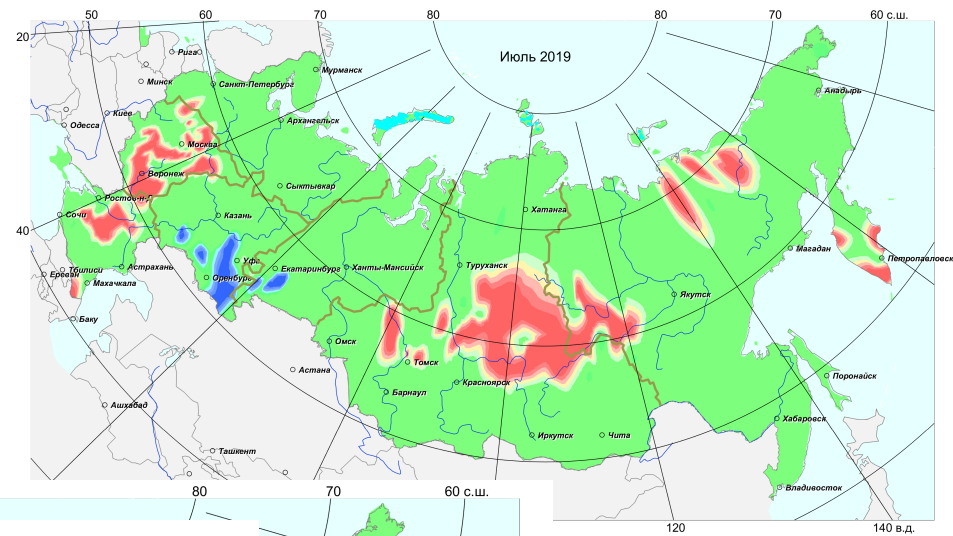 50 60 70 80 80 70 60 с.ш.
20
Июль 2019
Рига
Мурманск
Минск
Санкт-Петербург
Анадырь
Киев
Архангельск
Одесса
Москва
Воронеж
Сыктывкар
Ростов-н-Д
Хатанга
Сочи
Казань
40
Магадан
Уфа
Петропаловск
Тбилиси
Астрахань
Екатеринбург
Ханты-Мансийск
Туруханск
Ереван
Оренбург
Махачкала
Якутск
Баку
Омск
Томск
Астана
Поронайск
Красноярск
Барнаул
Ашхабад
Хабаровск
Иркутск
Чита
Ташкент
Владивосток
80 70 60 с.ш.
120 140 в.д.